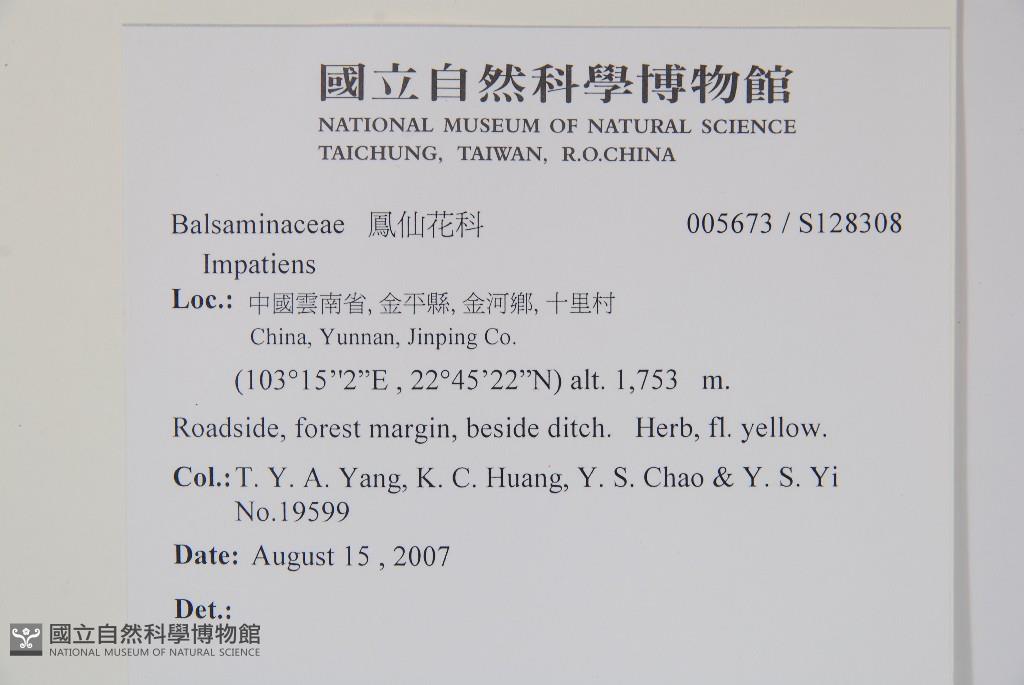 國立自然科學博物館
NATIONAL MUSEUM OF NATURAL SCIENCE
TAICHUNG, TAIWAN, R.O.CHINA
Balsaminaceae 鳳仙花科 005673 / S128308
Impatiens
Loc.: 中國雲南省, 金平縣, 金河鄉, 十里村
China, Yunnan, Jinping Co.
(103°15''2”E , 22°45’22”N) alt. 1,753 m.
Roadside, forest margin, beside ditch. Herb, fl. yellow.
Col.: T. Y. A. Yang, K. C. Huang, Y. S. Chao & Y. S. Yi
No.19599
Date: August 15 , 2007
Det.:
國立自然科學博物館
NATIONAL MUSEUM OF NATURAL SCIENCE